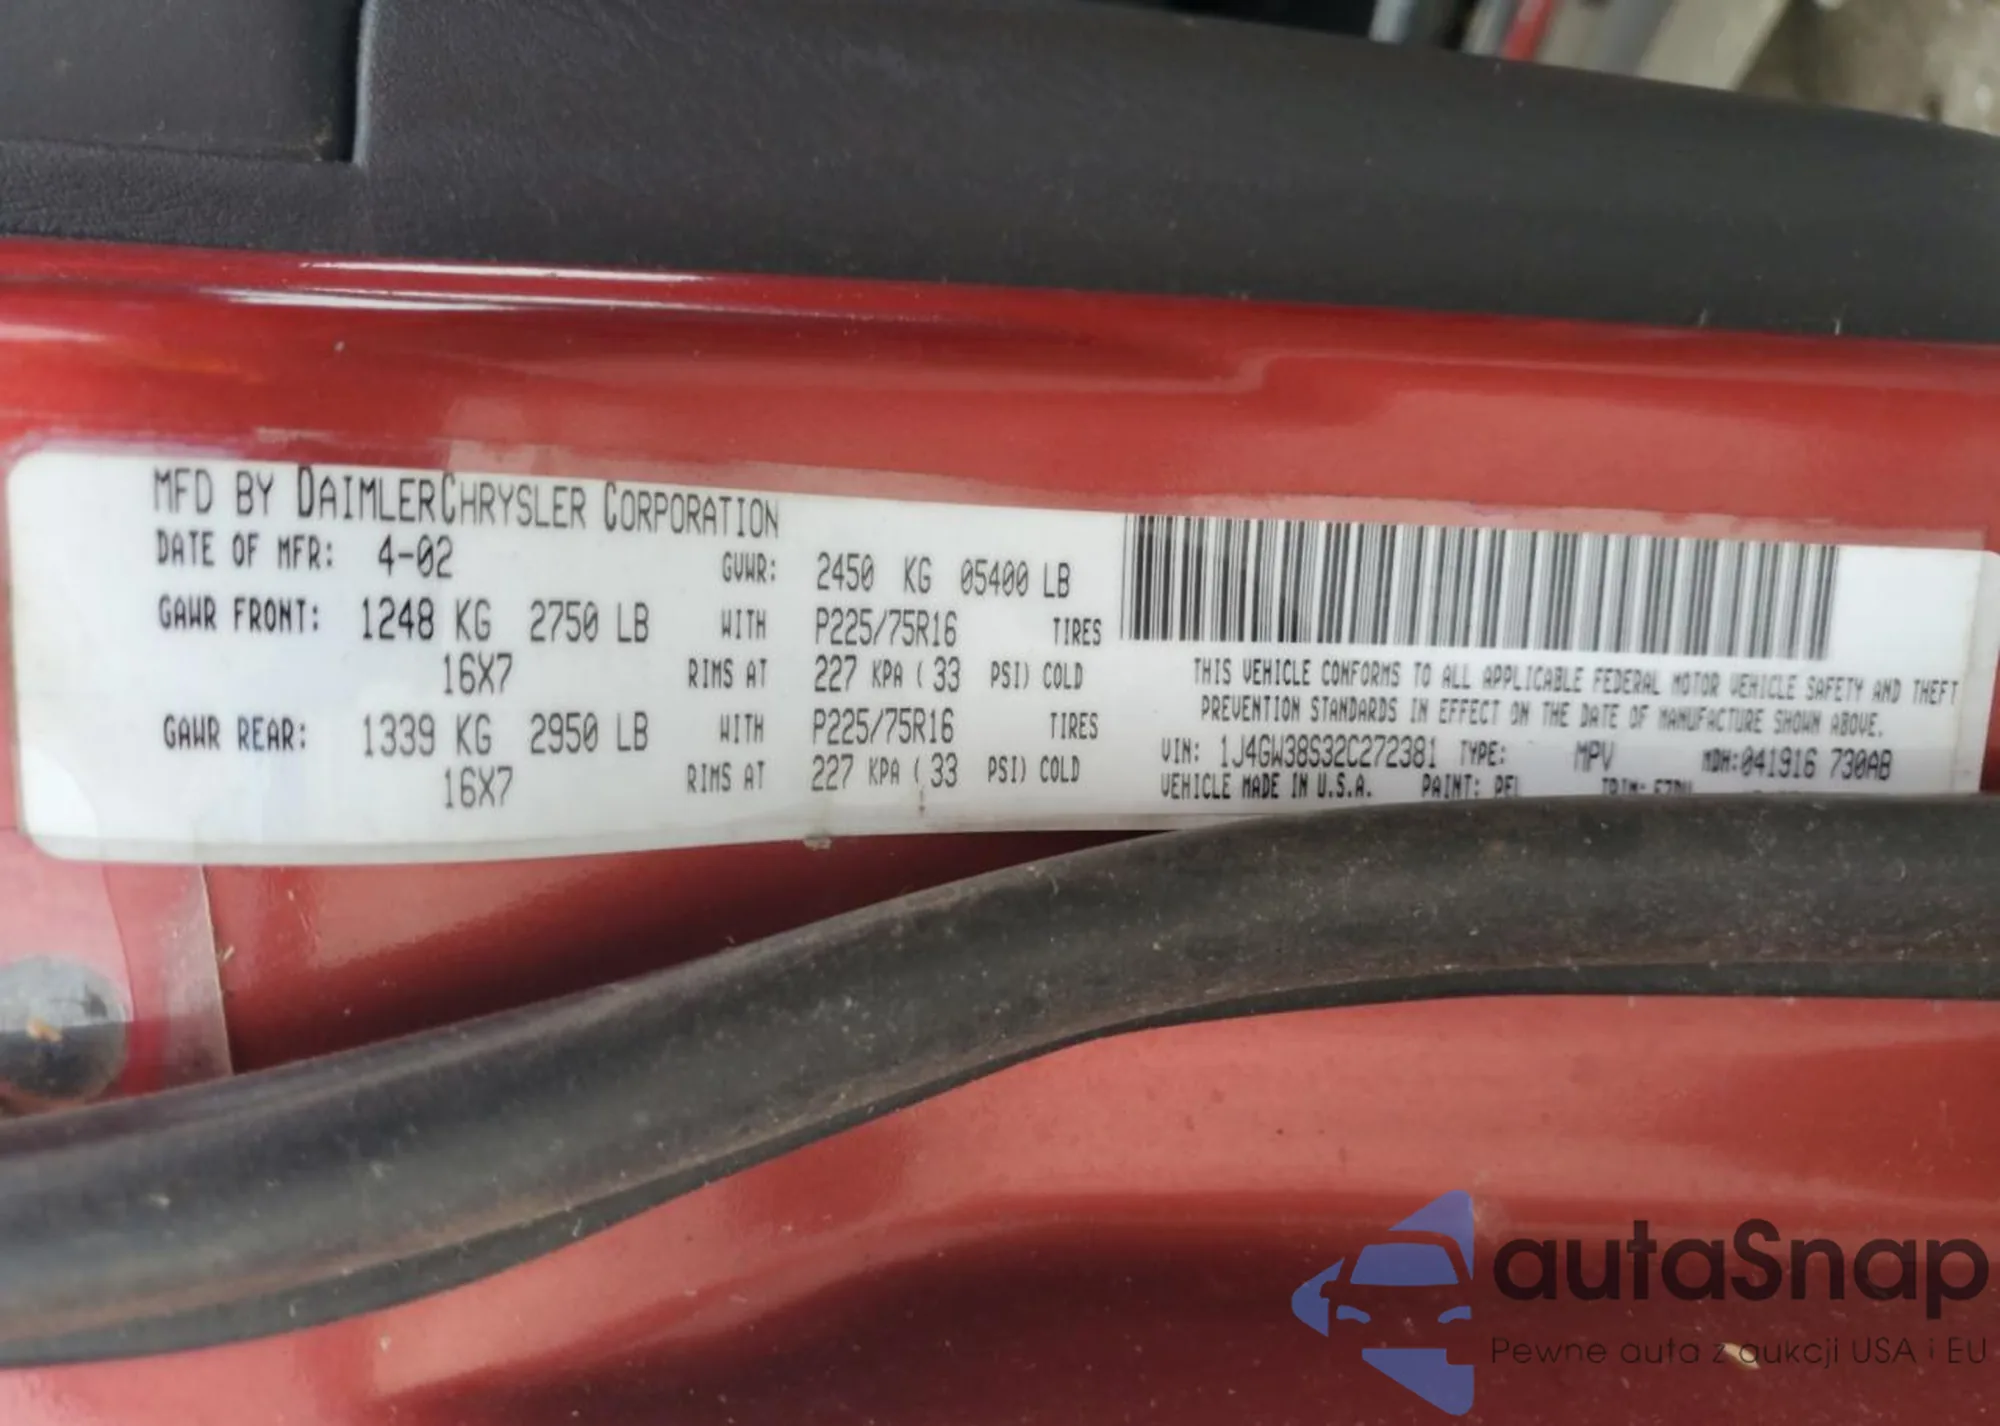 MFD BY DAIMLERCHRYSLER CORPORATION
DATE OF MFR: 4-02 GVWR: 2450 KG 05400 LB
GAWR FRONT: 1248 KG 2750 LB WITH P225/75R16 TIRES
16X7 RIMS AT 227 KPA ( 33 PSI) COLD
GAWR REAR: 1339 KG 2950 LB WITH P225/75R16 TIRES
16X7 RIMS AT 227 KPA ( 33 PSI) COLD
THIS VEHICLE CONFORMS TO ALL APPLICABLE FEDERAL MOTOR VEHICLE SAFETY AND THEFT
PREVENTION STANDARDS IN EFFECT ON THE DATE OF MANUFACTURE SHOWN ABOVE.
VIN: 1J4GW38S32C272381 TYPE: MPV MDH:041916 730AB
VEHICLE MADE IN U.S.A. PAINT: PEL TRIM:
autaSnap
Pewne auta z aukcji USA i EU